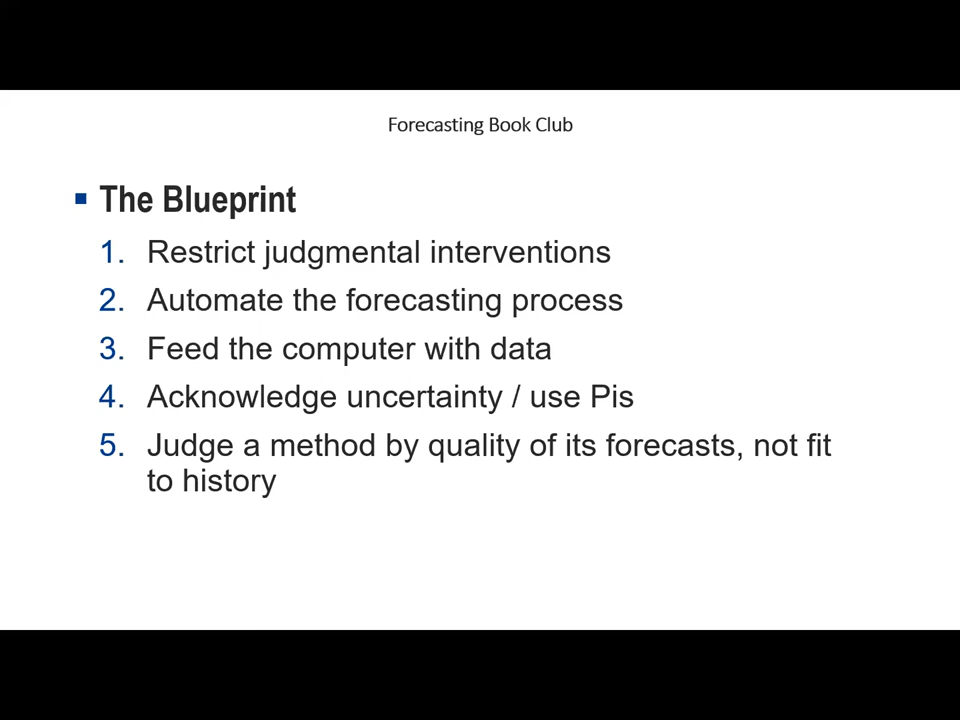 Forecasting Book Club
▪ The Blueprint
1. Restrict judgmental interventions
2. Automate the forecasting process
3. Feed the computer with data
4. Acknowledge uncertainty / use Pis
5. Judge a method by quality of its forecasts, not fit
to history